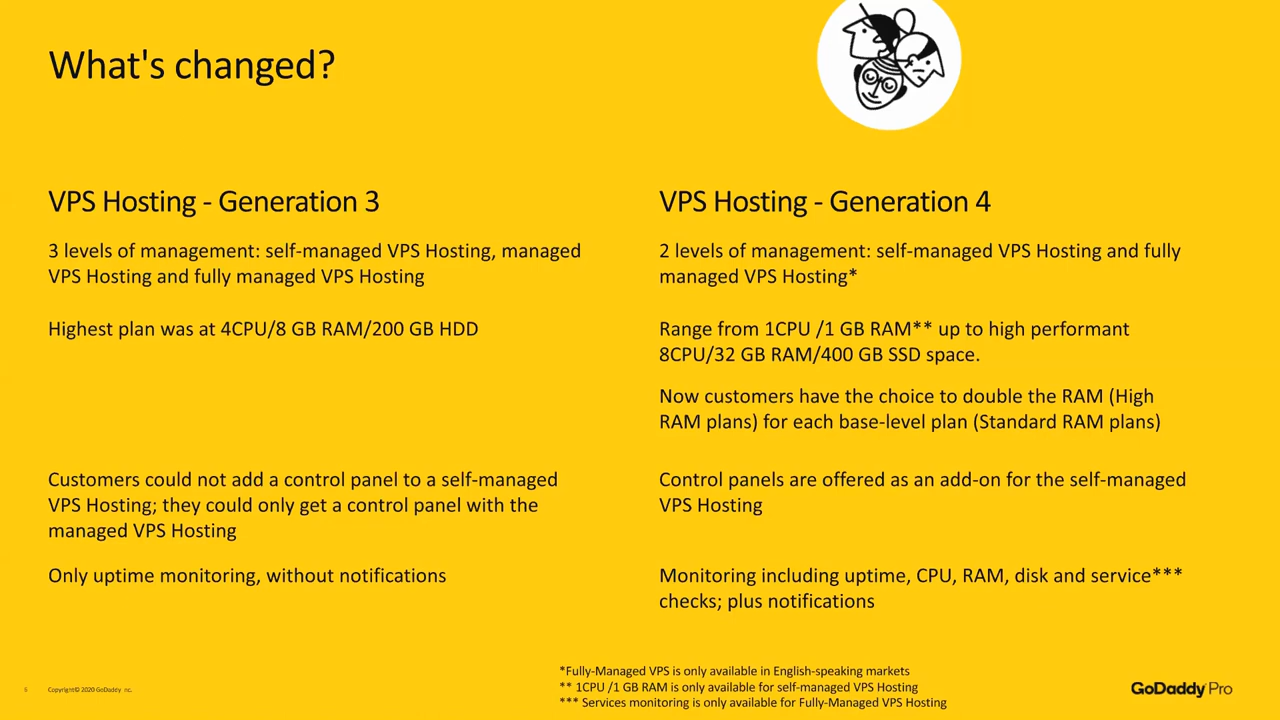 What's changed?
VPS Hosting - Generation 3
3 levels of management: self-managed VPS Hosting, managed
VPS Hosting and fully managed VPS Hosting
Highest plan was at 4CPU/8 GB RAM/200 GB HDD
Customers could not add a control panel to a self-managed
VPS Hosting; they could only get a control panel with the
managed VPS Hosting
Only uptime monitoring, without notifications
VPS Hosting - Generation 4
2 levels of management: self-managed VPS Hosting and fully
managed VPS Hosting*
Range from 1CPU /1 GB RAM** up to high performant
8CPU/32 GB RAM/400 GB SSD space.
Now customers have the choice to double the RAM (High
RAM plans) for each base-level plan (Standard RAM plans)
Control panels are offered as an add-on for the self-managed
VPS Hosting
Monitoring including uptime, CPU, RAM, disk and service***
checks; plus notifications
*Fully-Managed VPS is only available in English-speaking markets
** 1CPU /1 GB RAM is only available for self-managed VPS Hosting
*** Services monitoring is only available for Fully-Managed VPS Hosting
6 Copyright© 2020 GoDaddy Inc.
GoDaddy Pro